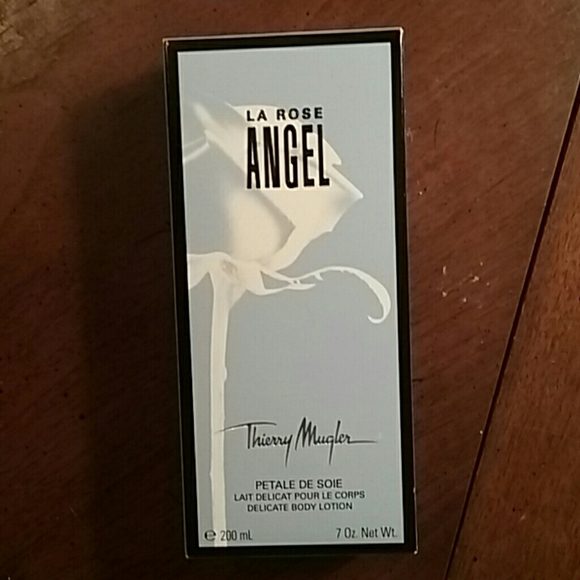 LA ROSE
ANGEL
Thierry Mugler
PETALE DE SOIE
LAIT DELICAT POUR LE CORPS
DELICATE BODY LOTION
℮ 200 mL 7 Oz. Net Wt.